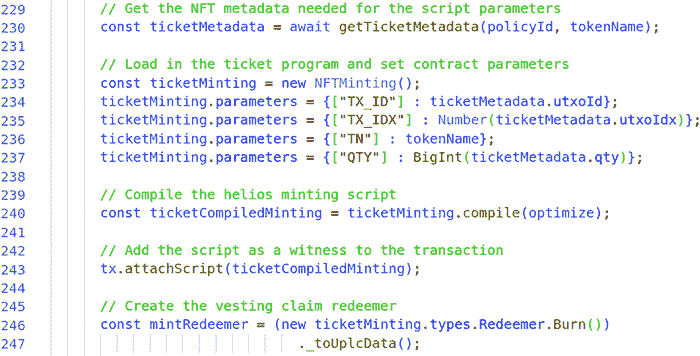 229 // Get the NFT metadata needed for the script parameters
230 const ticketMetadata = await getTicketMetadata(policyId, tokenName);
231
232 // Load in the ticket program and set contract parameters
233 const ticketMinting = new NFTMinting();
234 ticketMinting.parameters = {["TX_ID"] : ticketMetadata.utxoId};
235 ticketMinting.parameters = {["TX_IDX"] : Number(ticketMetadata.utxoIdx)};
236 ticketMinting.parameters = {["TN"] : tokenName};
237 ticketMinting.parameters = {["QTY"] : BigInt(ticketMetadata.qty)};
238
239 // Compile the helios minting script
240 const ticketCompiledMinting = ticketMinting.compile(optimize);
241
242 // Add the script as a witness to the transaction
243 tx.attachScript(ticketCompiledMinting);
244
245 // Create the vesting claim redeemer
246 const mintRedeemer = (new ticketMinting.types.Redeemer.Burn())
247 ._toUplcData();